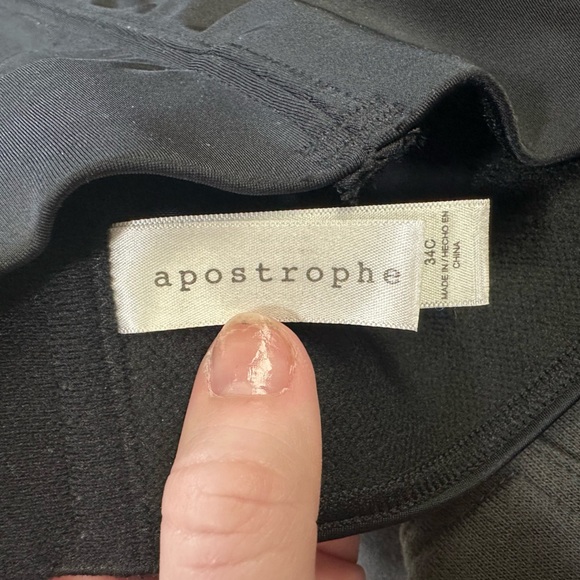 apostrophe
34C
MADE IN / HECHO EN
CHINA